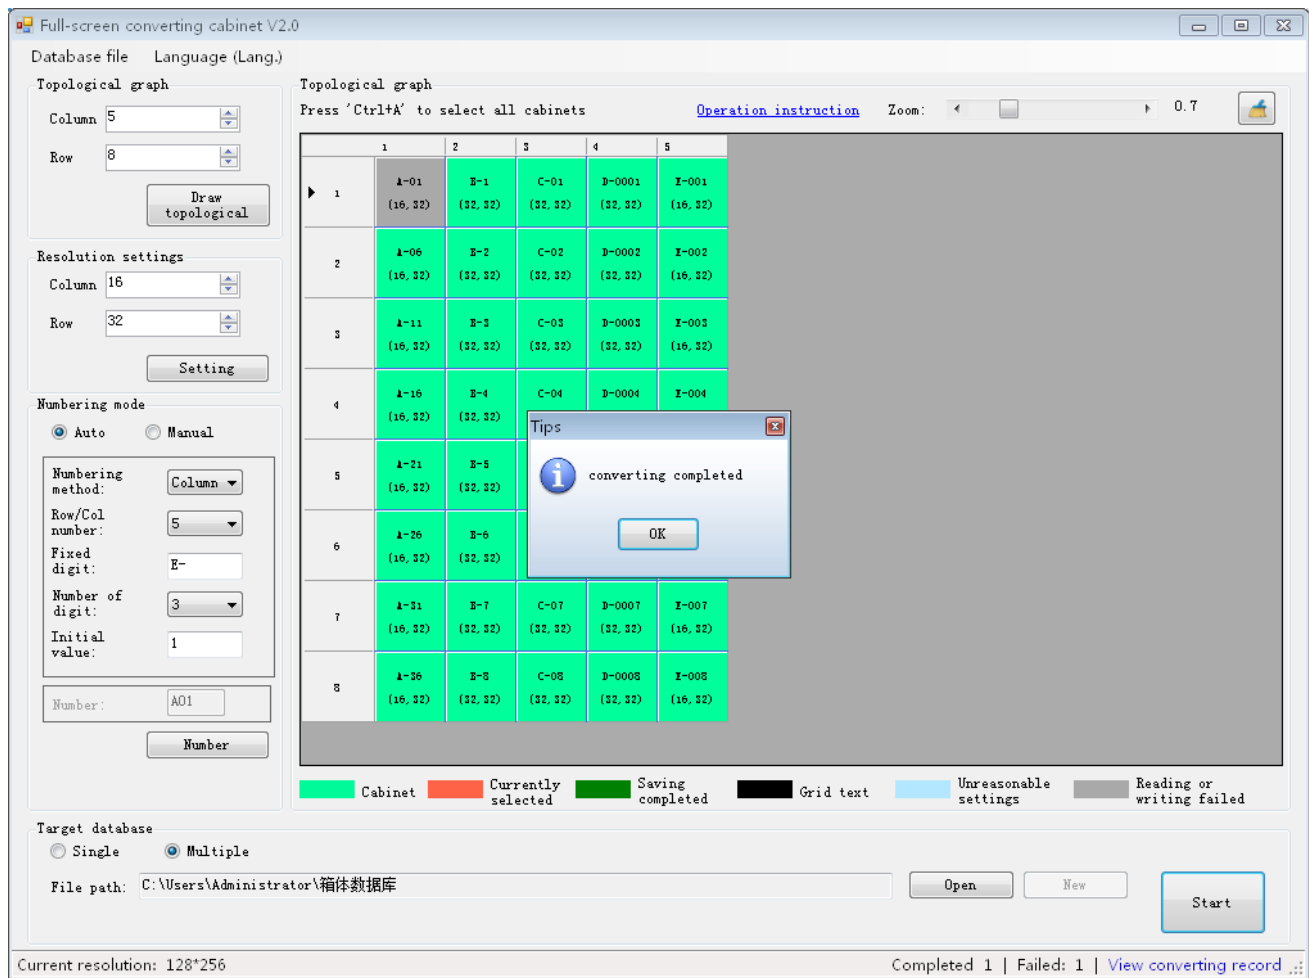 Full-screen converting cabinet V2.0
Database file Language (Lang.)
Topological graph
Column 5
Row 8
Draw
topological
Resolution settings
Column 16
Row 32
Setting
Numbering mode
Auto Manual
Numbering
method: Column
Row/Col
number: 5
Fixed
digit: E-
Number of
digit: 3
Initial
value: 1
Number: A01
Number
Topological graph
Press 'Ctrl+A' to select all cabinets Operation instruction Zoom: 0.7
1 2 3 4 5
1 A-01 B-1 C-01 D-0001 E-001
(16, 32) (32, 32) (32, 32) (32, 32) (16, 32)
2 A-06 B-2 C-02 D-0002 E-002
(16, 32) (32, 32) (32, 32) (32, 32) (16, 32)
3 A-11 B-3 C-03 D-0003 E-003
(16, 32) (32, 32) (32, 32) (32, 32) (16, 32)
4 A-16 B-4 C-04 D-0004 E-004
(16, 32) (32, 32)
5 A-21 B-5
(16, 32) (32, 32)
6 A-26 B-6
(16, 32) (32, 32)
7 A-31 B-7 C-07 D-0007 E-007
(16, 32) (32, 32) (32, 32) (32, 32) (16, 32)
8 A-36 B-8 C-08 D-0008 E-008
(16, 32) (32, 32) (32, 32) (32, 32) (16, 32)
Tips
converting completed
OK
Cabinet
Currently
selected
Saving
completed
Grid text
Unreasonable
settings
Reading or
writing failed
Target database
Single Multiple
File path: C:\Users\Administrator\箱体数据库 Open New
Start
Current resolution: 128*256 Completed 1 | Failed: 1 | View converting record